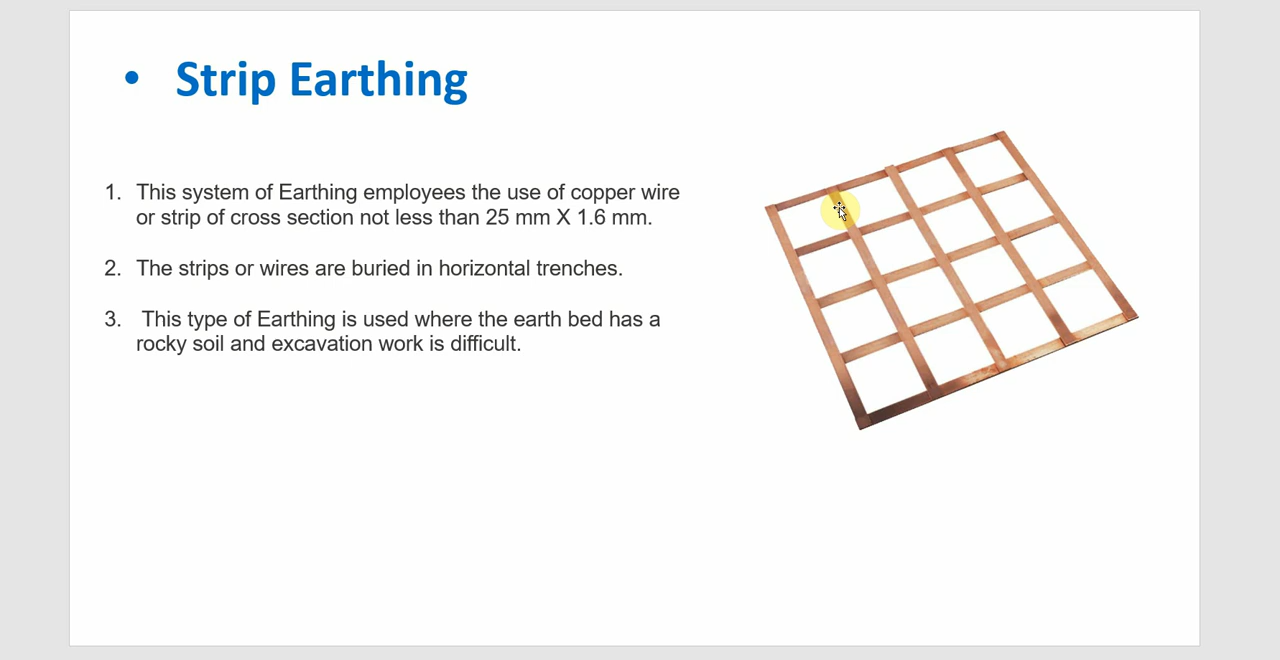 • Strip Earthing
1. This system of Earthing employees the use of copper wire
or strip of cross section not less than 25 mm X 1.6 mm.
2. The strips or wires are buried in horizontal trenches.
3. This type of Earthing is used where the earth bed has a
rocky soil and excavation work is difficult.